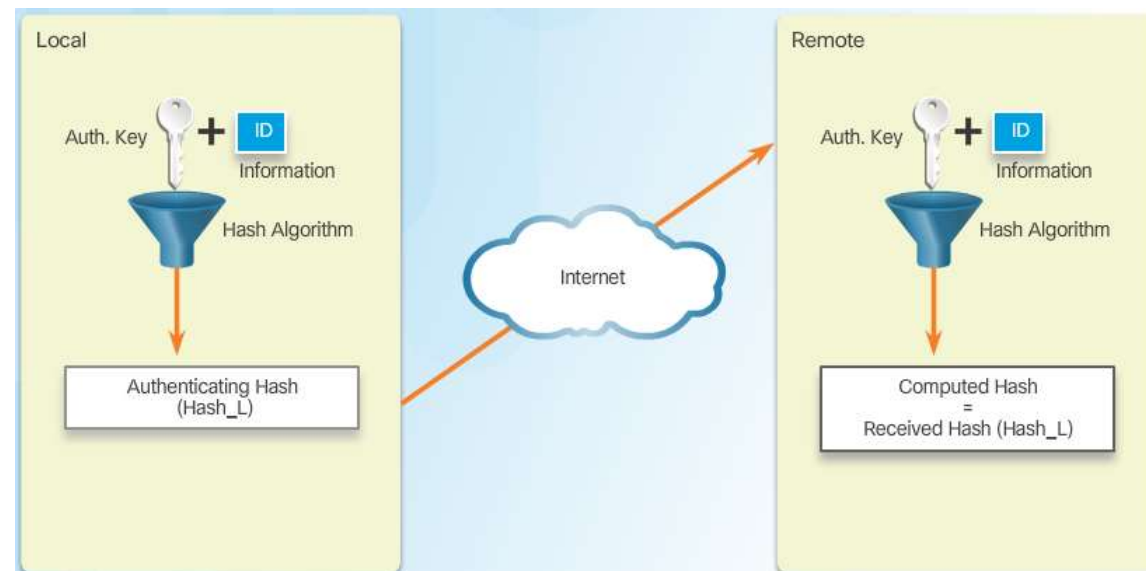 Local
Auth. Key
ID
Information
Hash Algorithm
Authenticating Hash
(Hash_L)
Internet
Remote
Auth. Key
ID
Information
Hash Algorithm
Computed Hash
=
Received Hash (Hash_L)